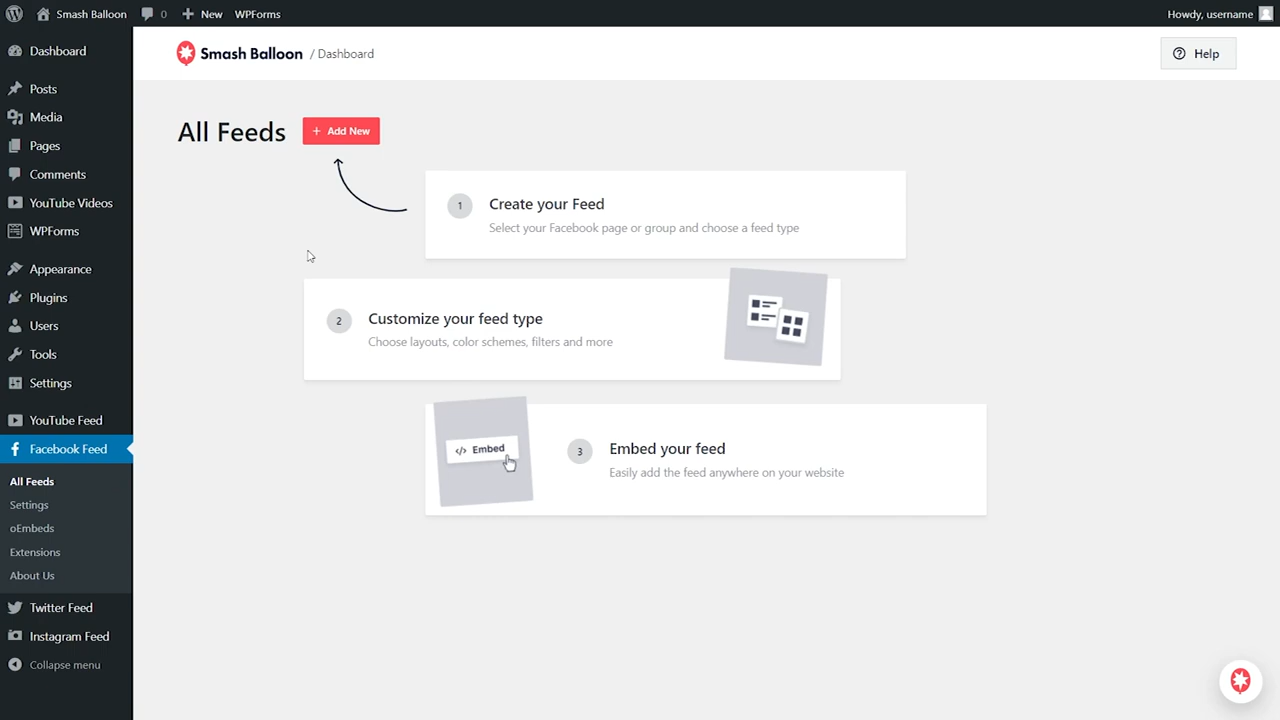 Smash Balloon
0
New
WPForms
Howdy, username
Dashboard
Posts
Media
Pages
Comments
YouTube Videos
WPForms
Appearance
Plugins
Users
Tools
Settings
YouTube Feed
Facebook Feed
All Feeds
Settings
oEmbeds
Extensions
About Us
Twitter Feed
Instagram Feed
Collapse menu
Smash Balloon / Dashboard
Help
All Feeds
+ Add New
1
Create your Feed
Select your Facebook page or group and choose a feed type
2
Customize your feed type
Choose layouts, color schemes, filters and more
</> Embed
3
Embed your feed
Easily add the feed anywhere on your website